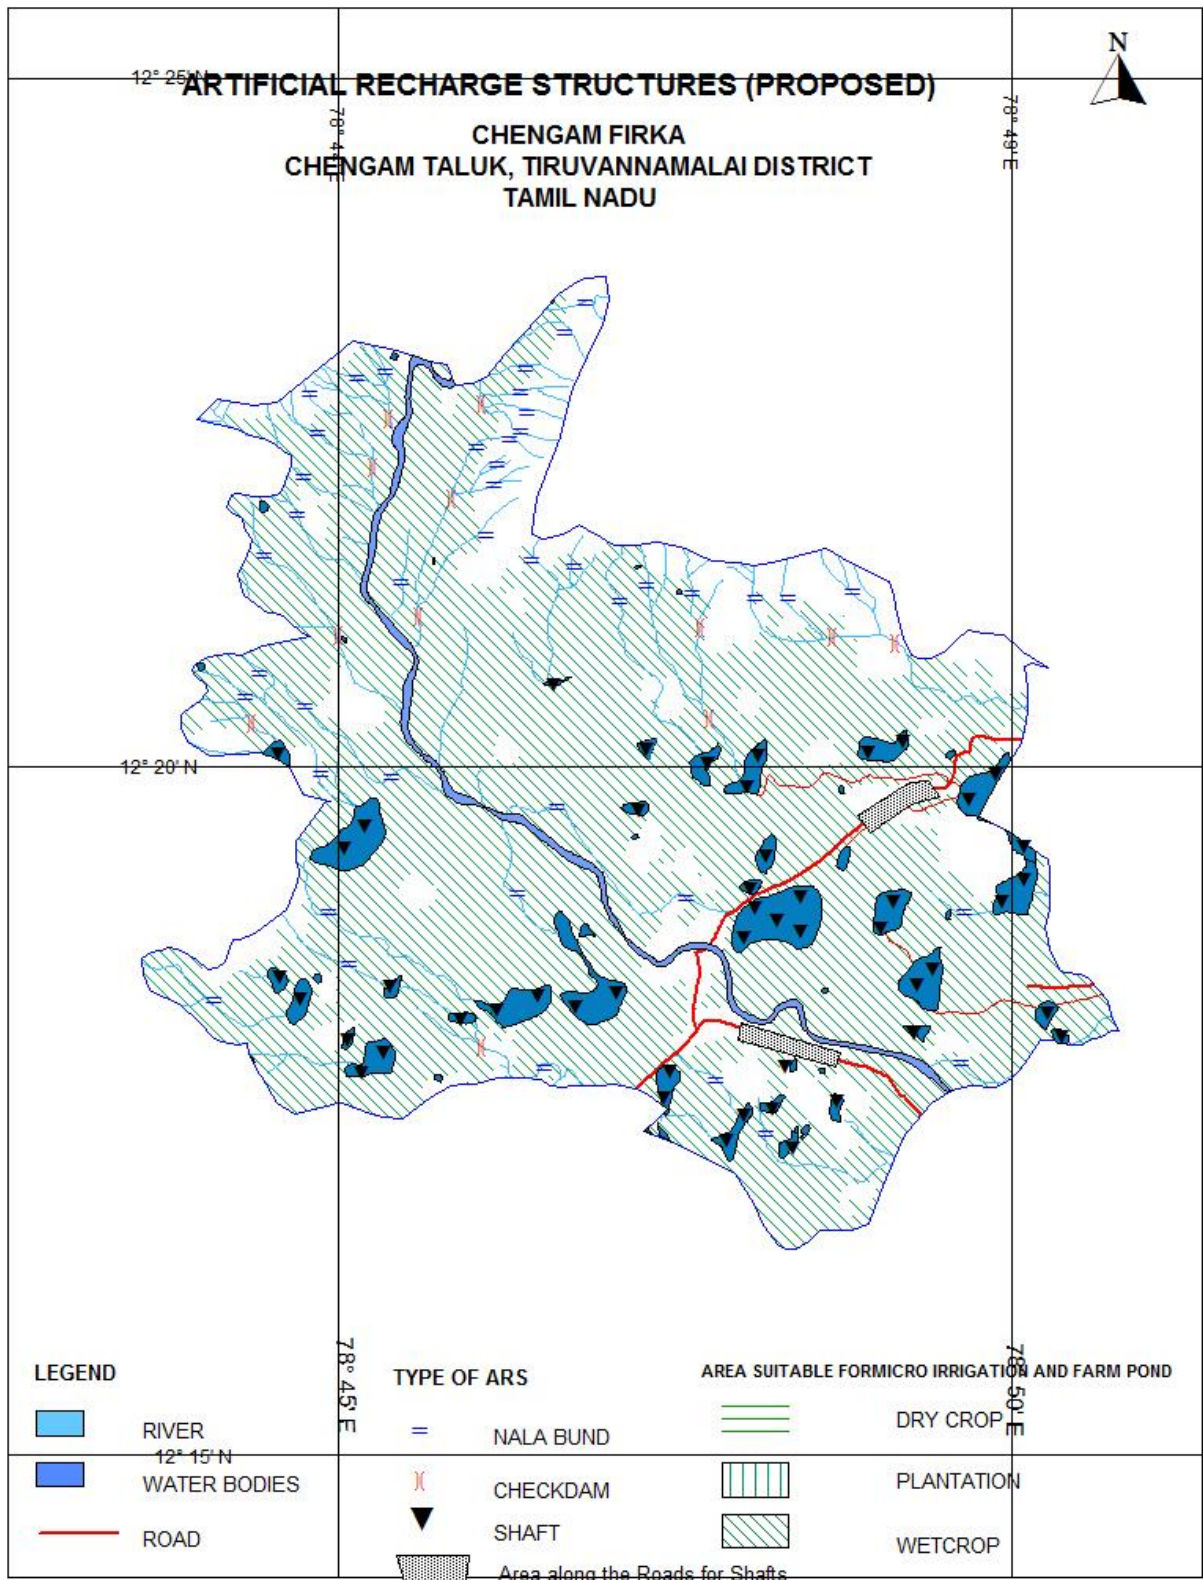 N
12° 25' N
ARTIFICIAL RECHARGE STRUCTURES (PROPOSED)
78° 49' E
CHENGAM FIRKA
CHENGAM TALUK, TIRUVANNAMALAI DISTRICT
TAMIL NADU
12° 20' N
78° 45' E
78° 50' E
LEGEND
RIVER
12° 15' N
WATER BODIES
ROAD
TYPE OF ARS
NALA BUND
CHECKDAM
SHAFT
Area along the Roads for Shafts
AREA SUITABLE FORMICRO IRRIGATION AND FARM POND
DRY CROP
PLANTATION
WETCROP